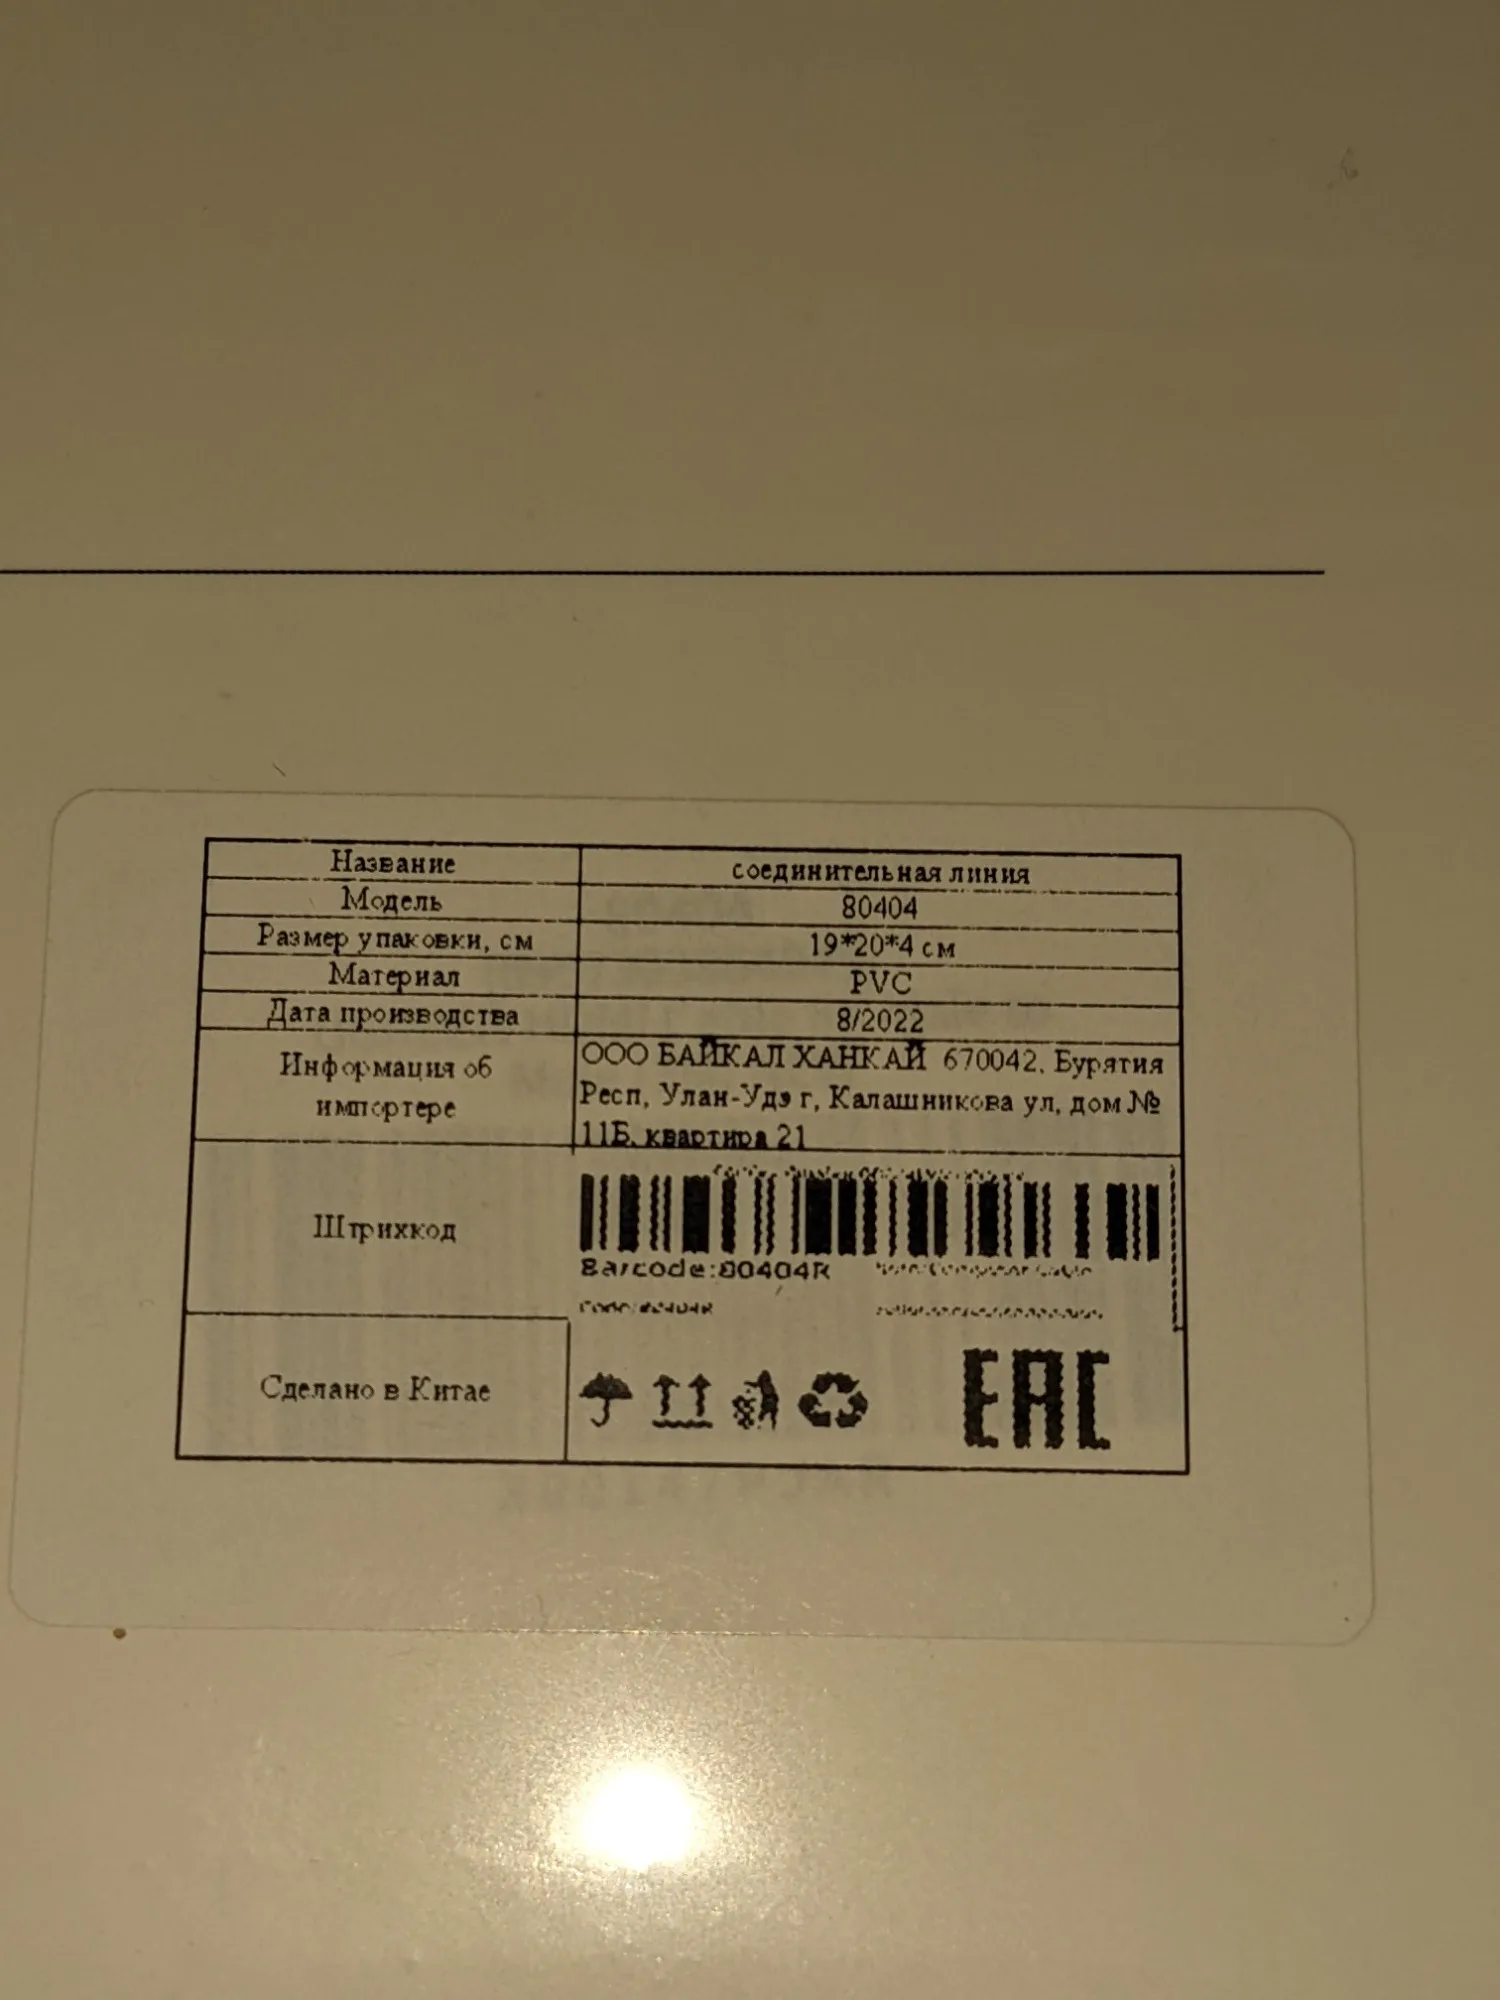 Название соединительная линия
Модель 80404
Размер упаковки, см 19*20*4 см
Материал PVC
Дата производства 8/2022
Информация об импортере
ООО БАЙКАЛ ХАНКАЙ 670042, Бурятия
Респ, Улан-Удэ г, Калашникова ул, дом №
11Б, квартира 21
Штрихкод
Barcode:80404R
Code:80404R
Сделано в Китае
EAC